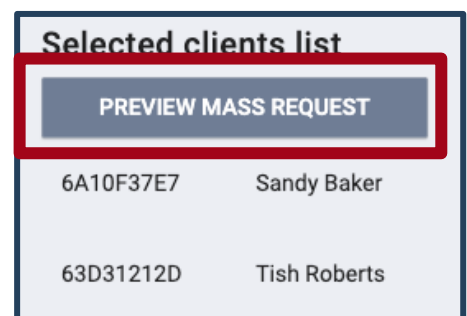 Selected clients list
PREVIEW MASS REQUEST
6A10F37E7 Sandy Baker
63D31212D Tish Roberts